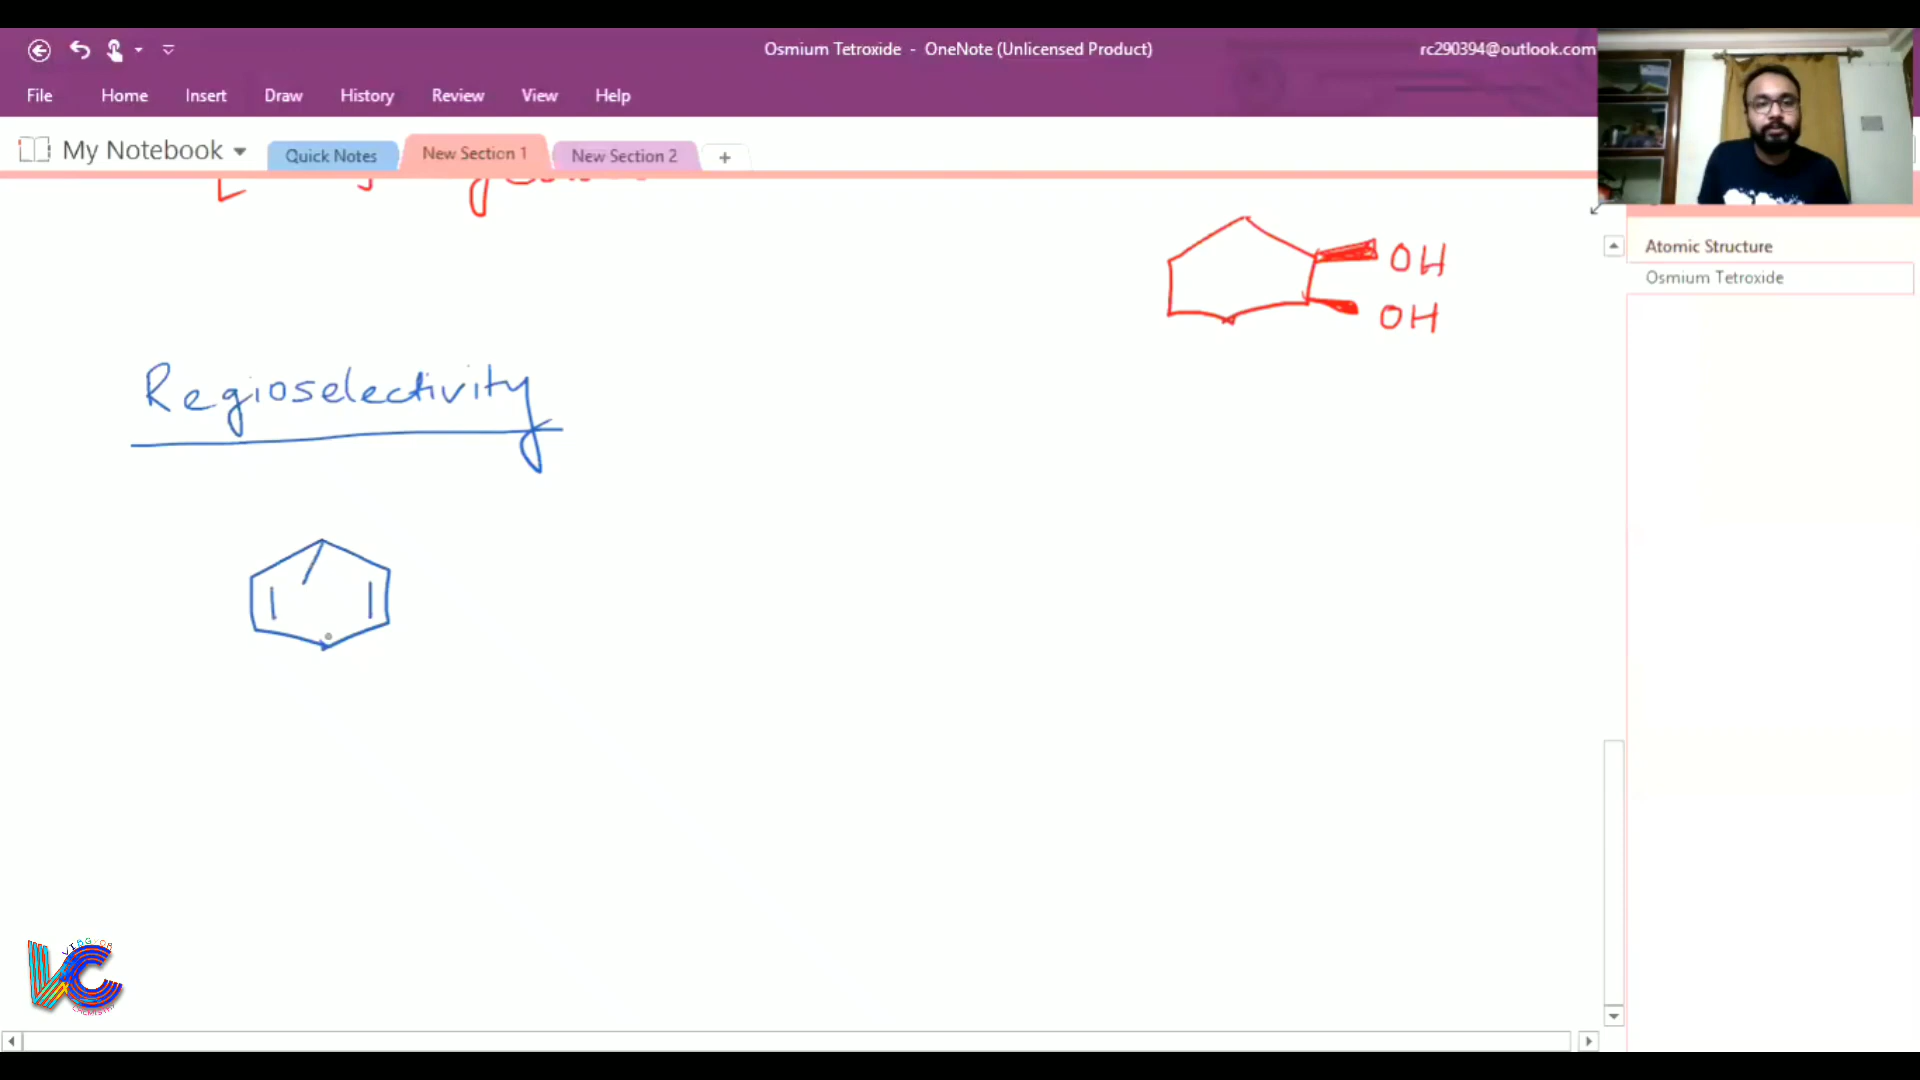 Osmium Tetroxide - OneNote (Unlicensed Product)
rc290394@outlook.com
File Home Insert Draw History Review View Help
My Notebook
Quick Notes
New Section 1
New Section 2
+
Atomic Structure
Osmium Tetroxide
OH
OH
Regioselectivity
VC